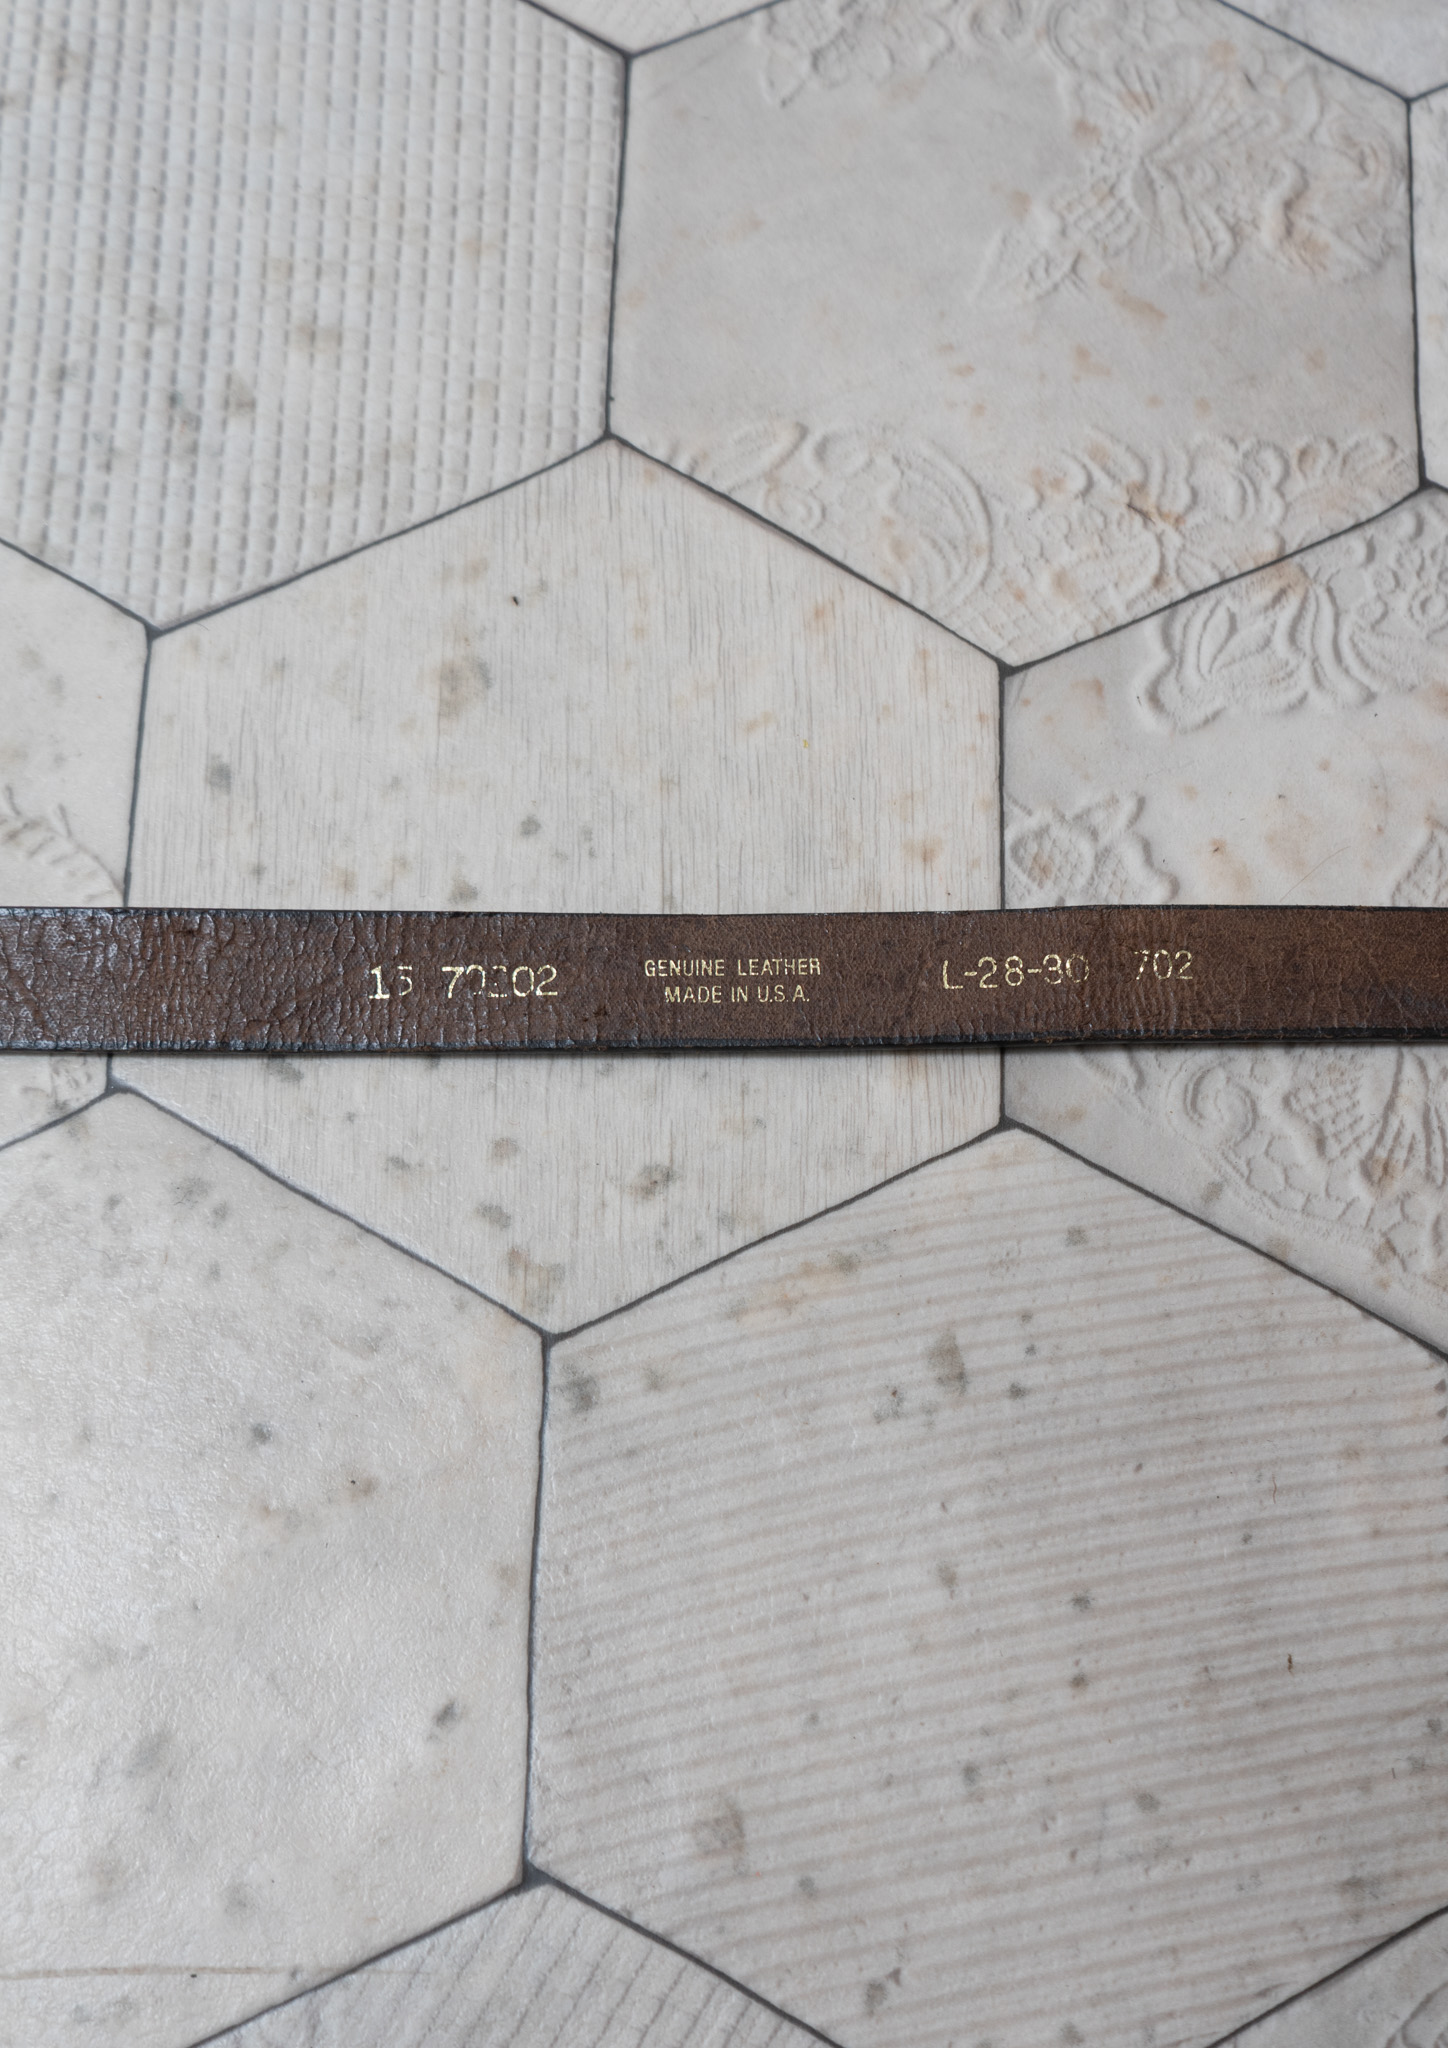 GENUINE LEATHER
MADE IN U.S.A.
L-28-30 702